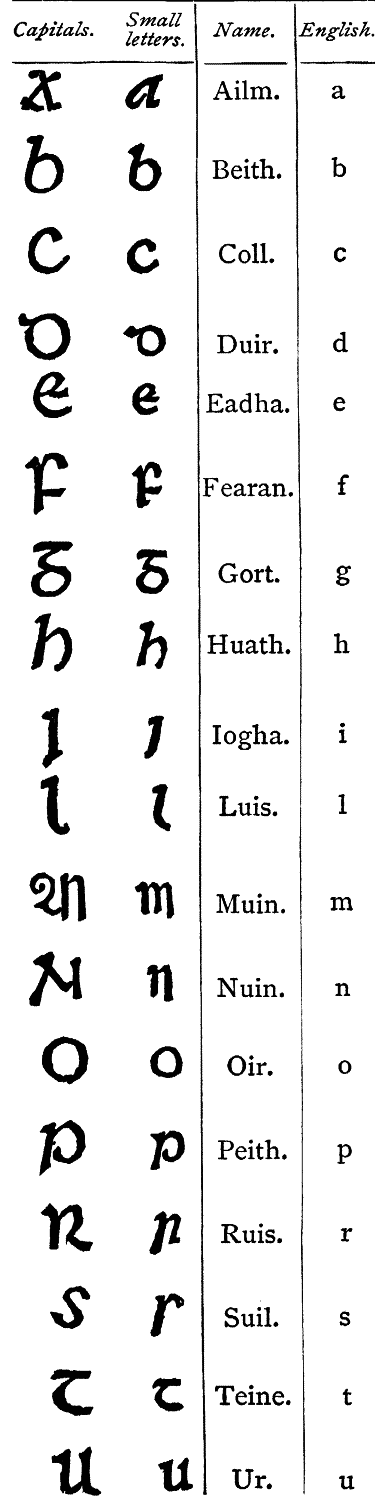 Capitals. Small letters. Name. English.
A a Ailm. a
b b Beith. b
C c Coll. c
D d Duir. d
e e Eadha. e
F f Fearan. f
g g Gort. g
h h Huath. h
I i Iogha. i
l l Luis. l
M m Muin. m
N n Nuin. n
O o Oir. o
p p Peith. p
R r Ruis. r
S s Suil. s
T t Teine. t
U u Ur. u